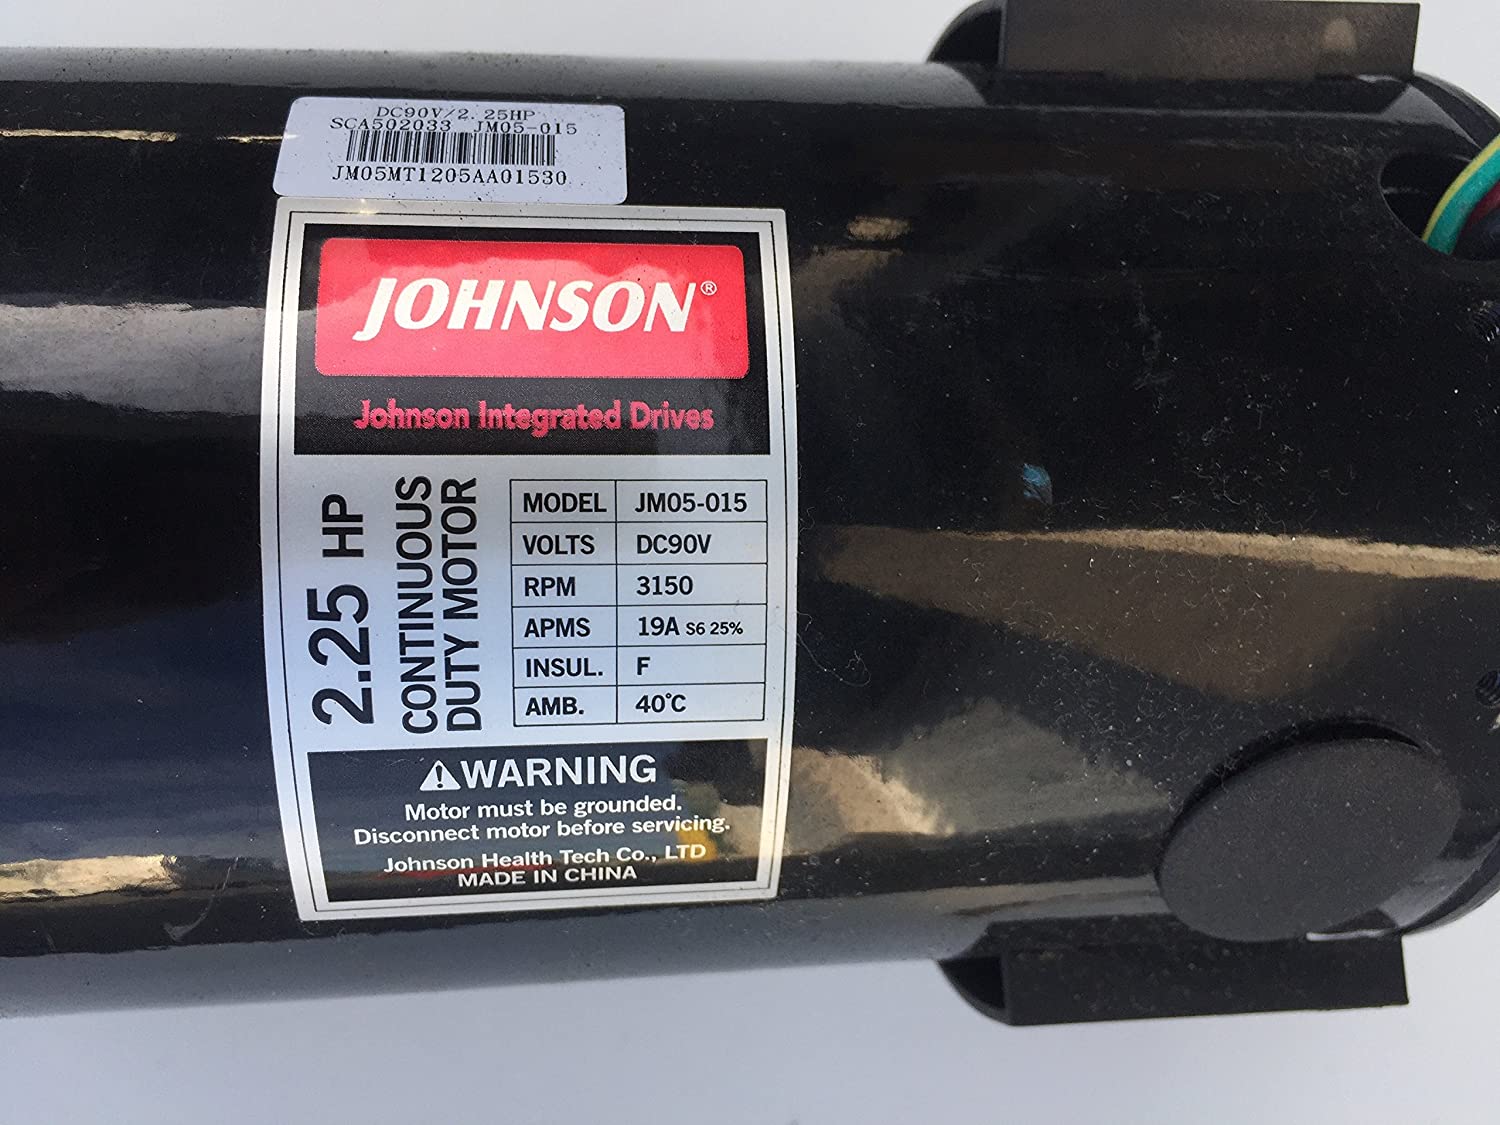 DC90V/2.25HP
SCA502033 JM05-015
JM05MT1205AA01530
JOHNSON®
Johnson Integrated Drives
2.25 HP
CONTINUOUS
DUTY MOTOR
MODEL JM05-015
VOLTS DC90V
RPM 3150
APMS 19A S6 25%
INSUL. F
AMB. 40°C
WARNING
Motor must be grounded.
Disconnect motor before servicing.
Johnson Health Tech Co., LTD
MADE IN CHINA